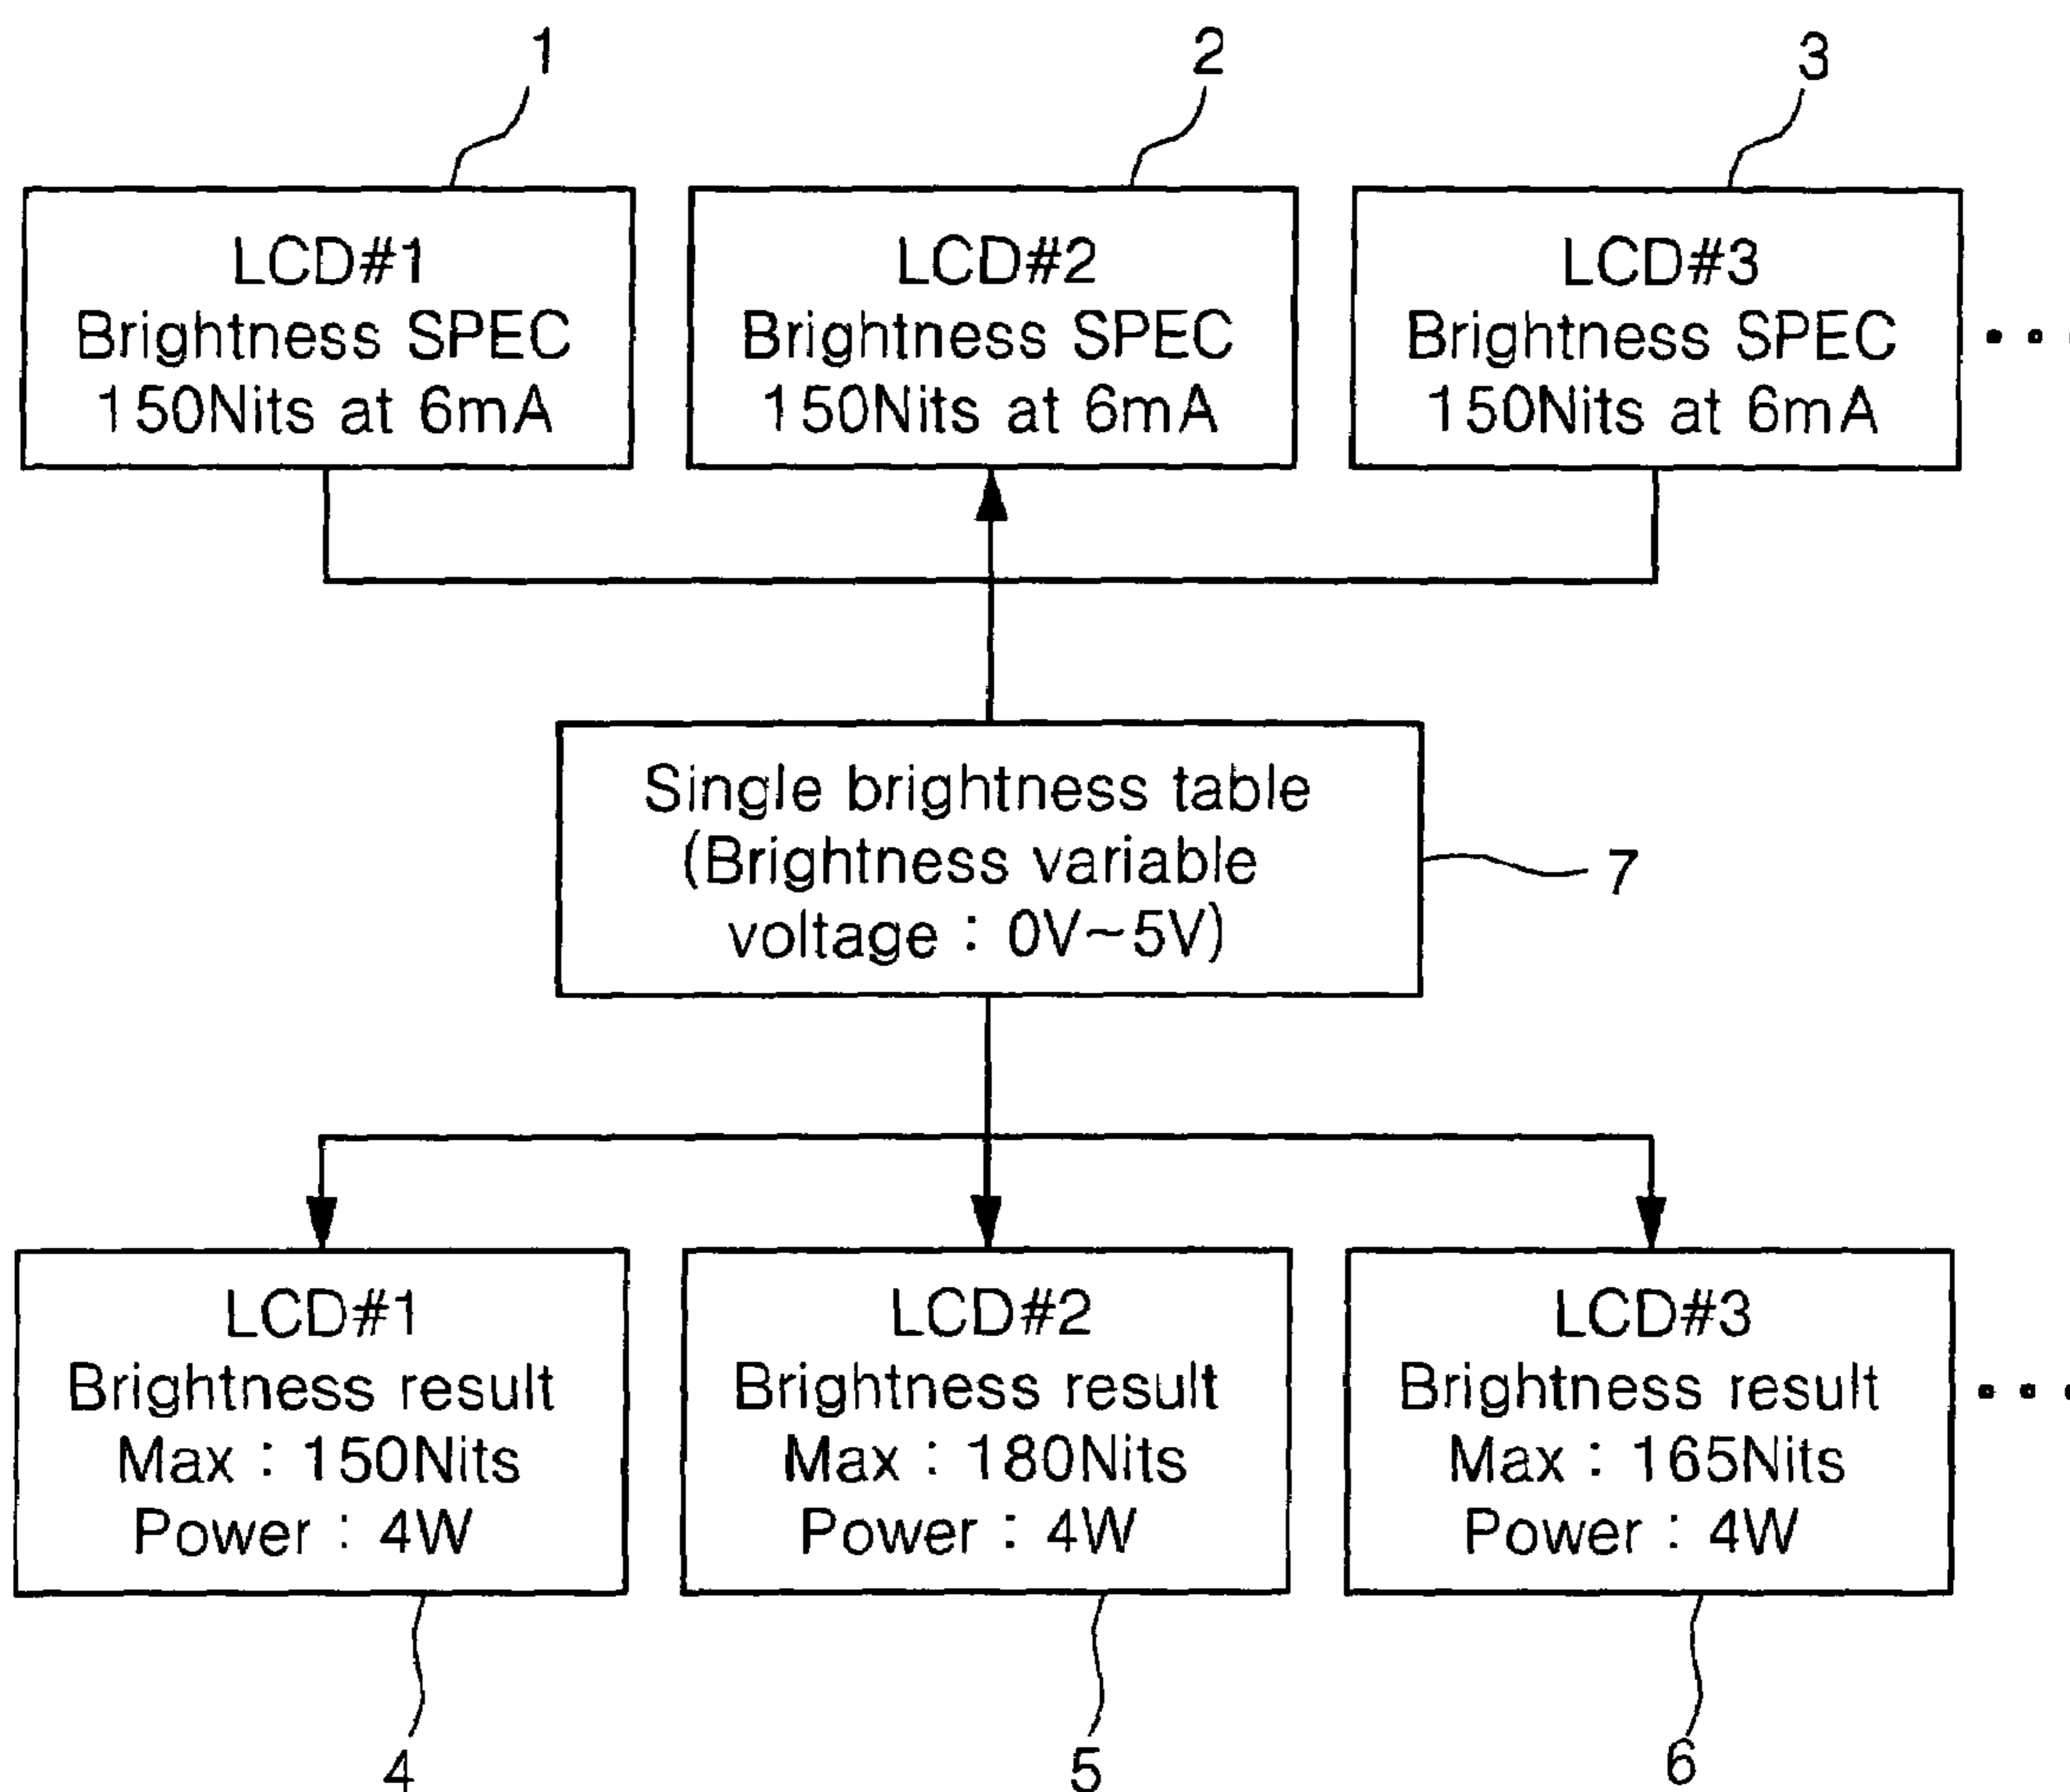 1
2
3
LCD#1
Brightness SPEC
150Nits at 6mA
LCD#2
Brightness SPEC
150Nits at 6mA
LCD#3
Brightness SPEC
150Nits at 6mA
Single brightness table
(Brightness variable
voltage : 0V~5V)
7
LCD#1
Brightness result
Max : 150Nits
Power : 4W
LCD#2
Brightness result
Max : 180Nits
Power : 4W
LCD#3
Brightness result
Max : 165Nits
Power : 4W
4
5
6